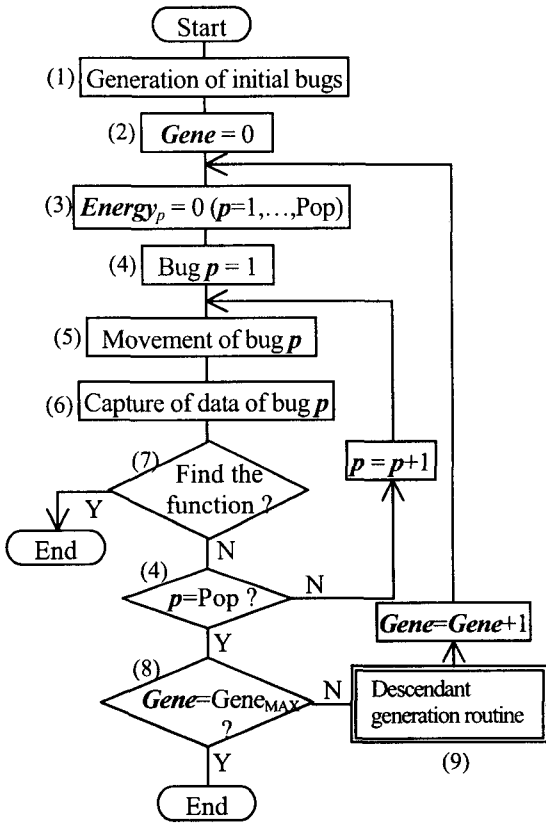 Start
(1) Generation of initial bugs
(2) Gene = 0
(3) Energyp = 0 (p=1,...,Pop)
(4) Bug p = 1
(5) Movement of bug p
(6) Capture of data of bug p
(7) Find the
function ?
Y
End
N
p = p+1
(4) p=Pop ?
N
Y
Gene=Gene+1
(8) Gene=GeneMAX
?
N
Y
Descendant
generation routine
(9)
End